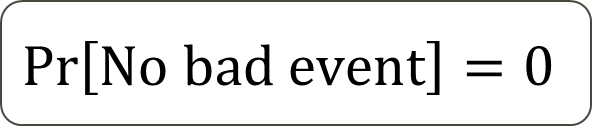 Pr[No bad event] = 0